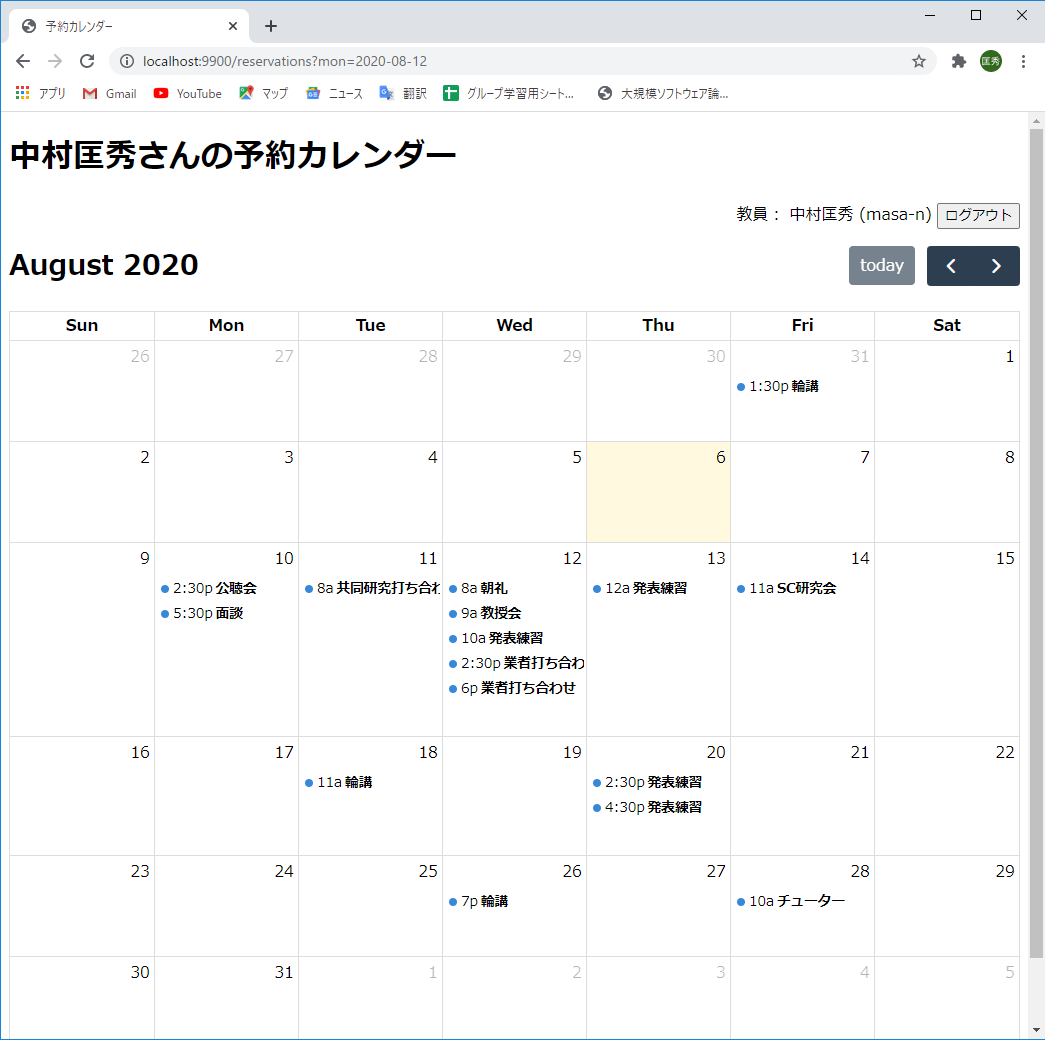 予約カレンダー
localhost:9900/reservations?mon=2020-08-12
匡秀
アプリ Gmail YouTube マップ ニュース 翻訳 グループ学習用シート... 大規模ソフトウェア論...
中村匡秀さんの予約カレンダー
教員： 中村匡秀 (masa-n) ログアウト
August 2020
today
Sun Mon Tue Wed Thu Fri Sat
26 27 28 29 30 31 1
1:30p 輪講
2 3 4 5 6 7 8
9 10 11 12 13 14 15
2:30p 公聴会 8a 共同研究打ち合わ 8a 朝礼 12a 発表練習 11a SC研究会
5:30p 面談 9a 教授会
10a 発表練習
2:30p 業者打ち合わ
6p 業者打ち合わせ
16 17 18 19 20 21 22
11a 輪講 2:30p 発表練習
4:30p 発表練習
23 24 25 26 27 28 29
7p 輪講 10a チューター
30 31 1 2 3 4 5